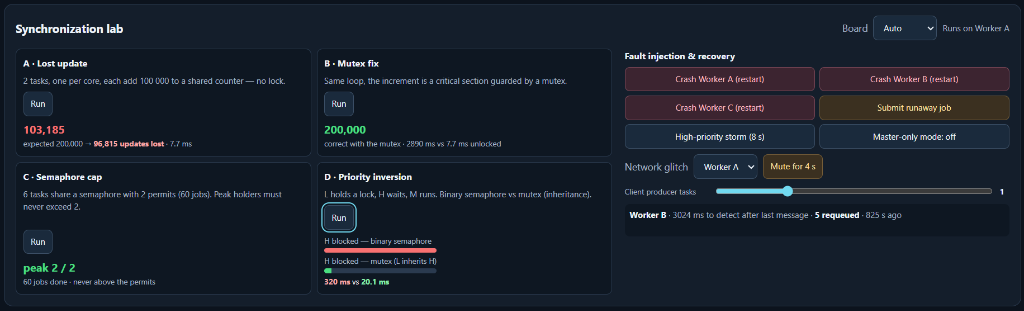 Synchronization lab
Board Auto Runs on Worker A
A · Lost update
2 tasks, one per core, each add 100 000 to a shared counter — no lock.
Run
103,185
expected 200.000 → 96,815 updates lost · 7.7 ms
B · Mutex fix
Same loop, the increment is a critical section guarded by a mutex.
Run
200,000
correct with the mutex · 2890 ms vs 7.7 ms unlocked
C · Semaphore cap
6 tasks share a semaphore with 2 permits (60 jobs). Peak holders must
never exceed 2.
Run
peak 2 / 2
60 jobs done · never above the permits
D · Priority inversion
L holds a lock, H waits, M runs. Binary semaphore vs mutex (inheritance).
Run
H blocked — binary semaphore
H blocked — mutex (L inherits H)
320 ms vs 20.1 ms
Fault injection & recovery
Crash Worker A (restart)
Crash Worker B (restart)
Crash Worker C (restart)
Submit runaway job
High-priority storm (8 s)
Master-only mode: off
Network glitch Worker A Mute for 4 s
Client producer tasks 1
Worker B · 3024 ms to detect after last message · 5 requeued · 825 s ago